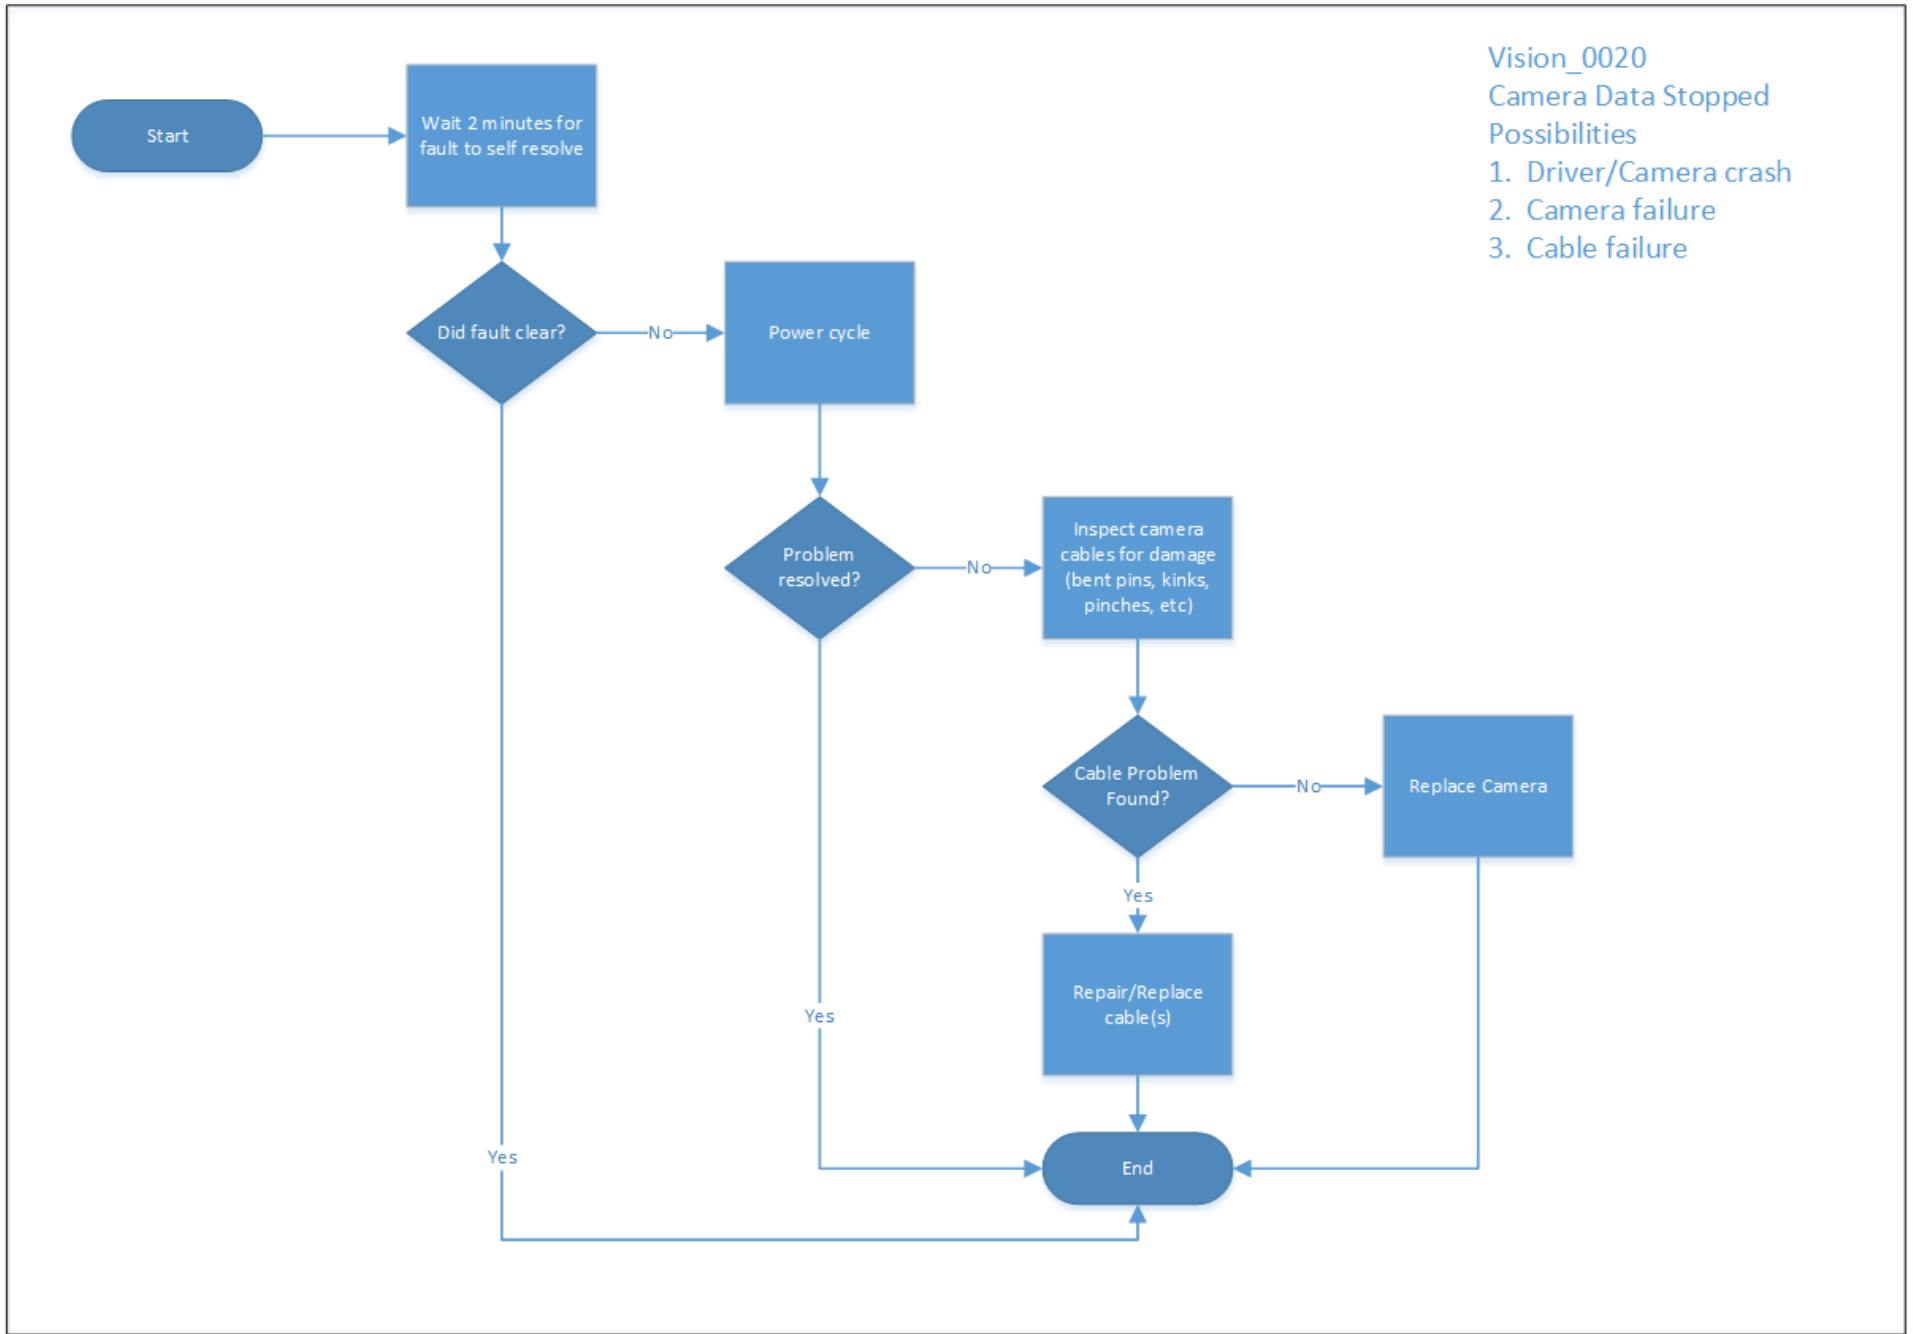 Vision_0020
Camera Data Stopped
Possibilities
1. Driver/Camera crash
2. Camera failure
3. Cable failure
Start
Wait 2 minutes for
fault to self resolve
Did fault clear?
No
Power cycle
Problem
resolved?
No
Inspect camera
cables for damage
(bent pins, kinks,
pinches, etc)
Cable Problem
Found?
No
Replace Camera
Yes
Repair/Replace
cable(s)
Yes
Yes
End